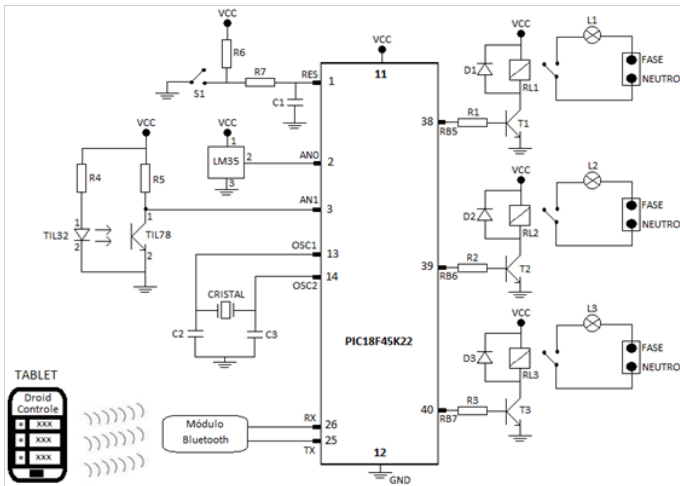 VCC
R6
R7
RES
S1
C1
1
VCC
11
VCC
1
LM35
2
3
AN0
2
VCC
VCC
R4
R5
AN1
3
1
TIL32
2
1
TIL78
2
OSC1
13
14
OSC2
CRISTAL
C2
C3
PIC18F45K22
TABLET
Droid
Controle
* XXX
* XXX
* XXX
Módulo
Bluetooth
RX
26
25
TX
12
GND
VCC
D1
RL1
38
RB5
R1
T1
L1
FASE
NEUTRO
VCC
D2
RL2
39
RB6
R2
T2
L2
FASE
NEUTRO
VCC
D3
RL3
40
RB7
R3
T3
L3
FASE
NEUTRO